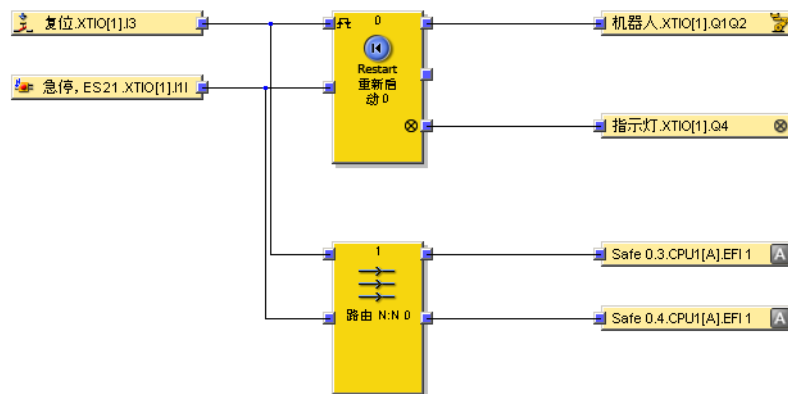 复位.XTIO[1].I3
0
机器人.XTIO[1].Q1Q2
Restart
重新启
动 0
急停, ES21.XTIO[1].I1I
指示灯.XTIO[1].Q4
1
路由 N:N 0
Safe 0.3.CPU1[A].EFI 1
A
Safe 0.4.CPU1[A].EFI 1
A